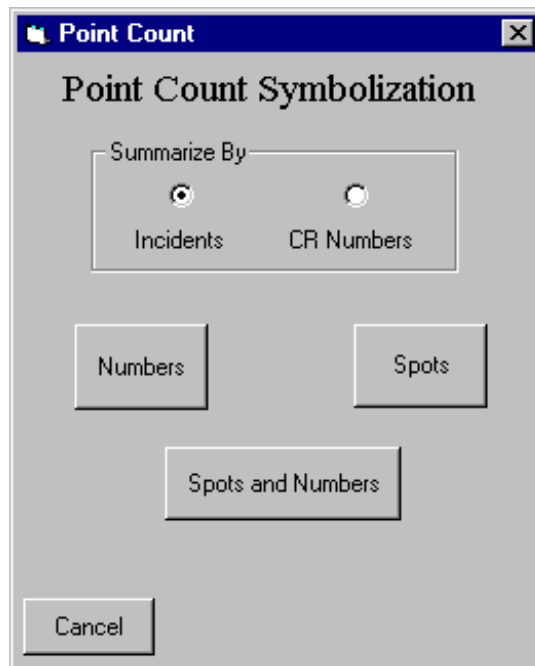 Point Count
Point Count Symbolization
Summarize By
Incidents CR Numbers
Numbers Spots
Spots and Numbers
Cancel